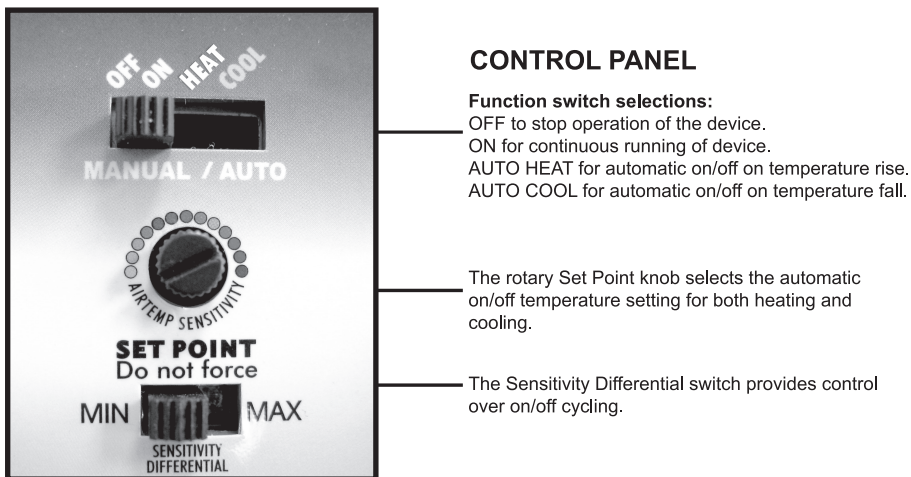 OFF ON HEAT COOL
MANUAL / AUTO
AIRTEMP SENSITIVITY
SET POINT
Do not force
MIN MAX
SENSITIVITY
DIFFERENTIAL
CONTROL PANEL
Function switch selections:
OFF to stop operation of the device.
ON for continuous running of device.
AUTO HEAT for automatic on/off on temperature rise.
AUTO COOL for automatic on/off on temperature fall.
The rotary Set Point knob selects the automatic
on/off temperature setting for both heating and
cooling.
The Sensitivity Differential switch provides control
over on/off cycling.